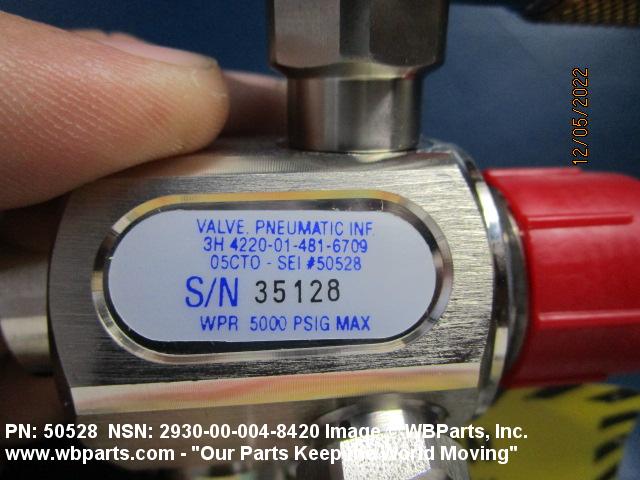 12/05/2022
VALVE, PNEUMATIC INF.
3H 4220-01-481-6709
05CTO - SEI #50528
S/N 35128
WPR 5000 PSIG MAX
PN: 50528 NSN: 2930-00-004-8420 Image © WBParts, Inc.
www.wbparts.com - "Our Parts Keep the World Moving"